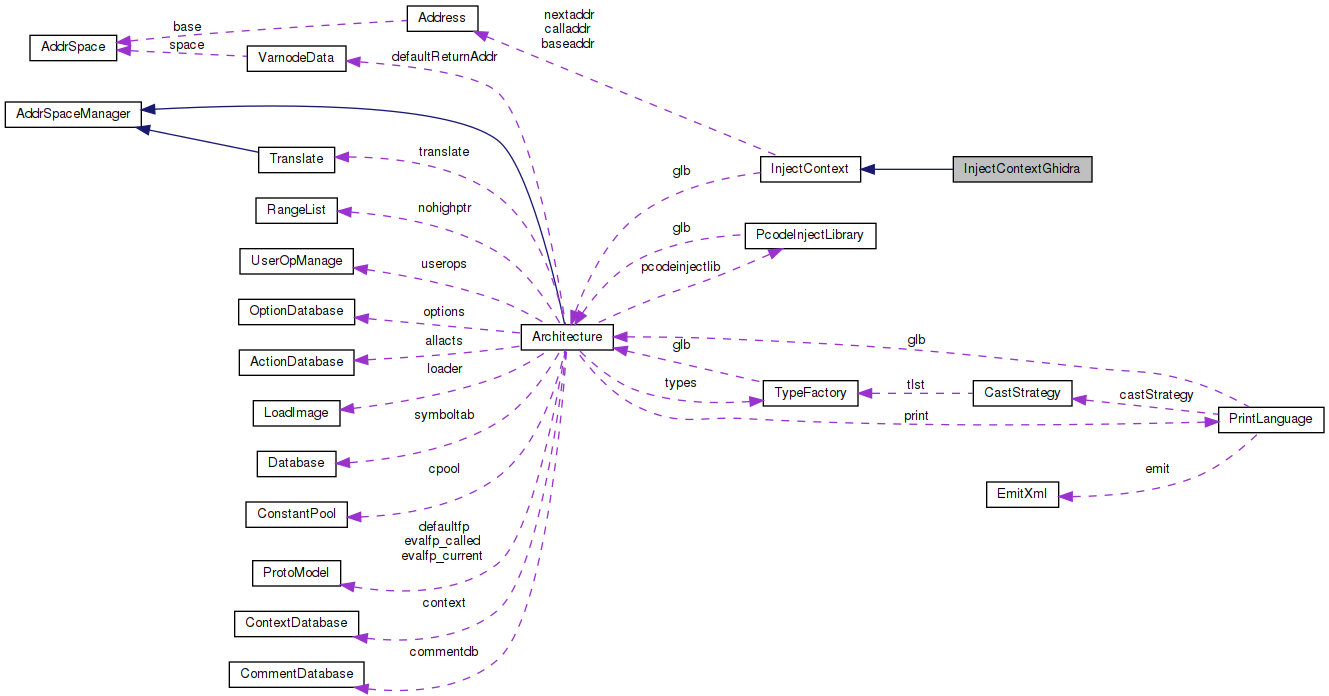 Address
nextaddr
calladdr
baseaddr
base
AddrSpace
space
VarnodeData
defaultReturnAddr
AddrSpaceManager
Translate
translate
InjectContext
InjectContextGhidra
glb
RangeList
nohighptr
PcodeInjectLibrary
glb
UserOpManage
userops
pcodeinjectlib
OptionDatabase
options
Architecture
glb
glb
ActionDatabase
allacts
loader
types
TypeFactory
tlst
CastStrategy
castStrategy
LoadImage
symboltab
print
PrintLanguage
Database
cpool
emit
EmitXml
ConstantPool
defaultfp
evalfp_called
evalfp_current
ProtoModel
context
ContextDatabase
commentdb
CommentDatabase